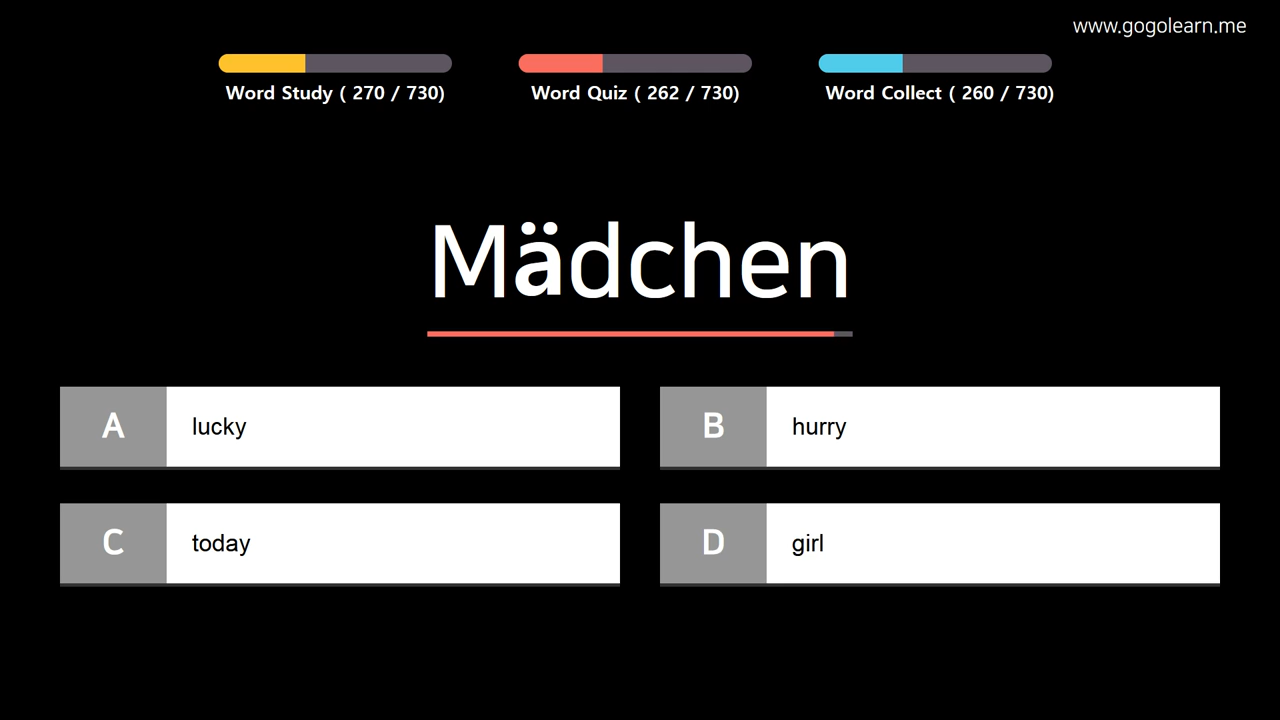 www.gogolearn.me
Word Study ( 270 / 730)
Word Quiz ( 262 / 730)
Word Collect ( 260 / 730)
Mädchen
A lucky
B hurry
C today
D girl